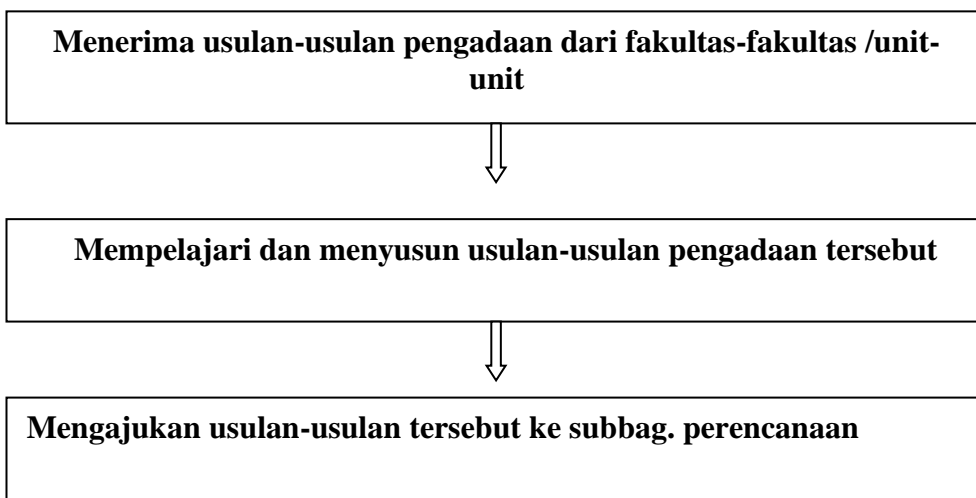 Menerima usulan-usulan pengadaan dari fakultas-fakultas /unit-
unit
Mempelajari dan menyusun usulan-usulan pengadaan tersebut
Mengajukan usulan-usulan tersebut ke subbag. perencanaan